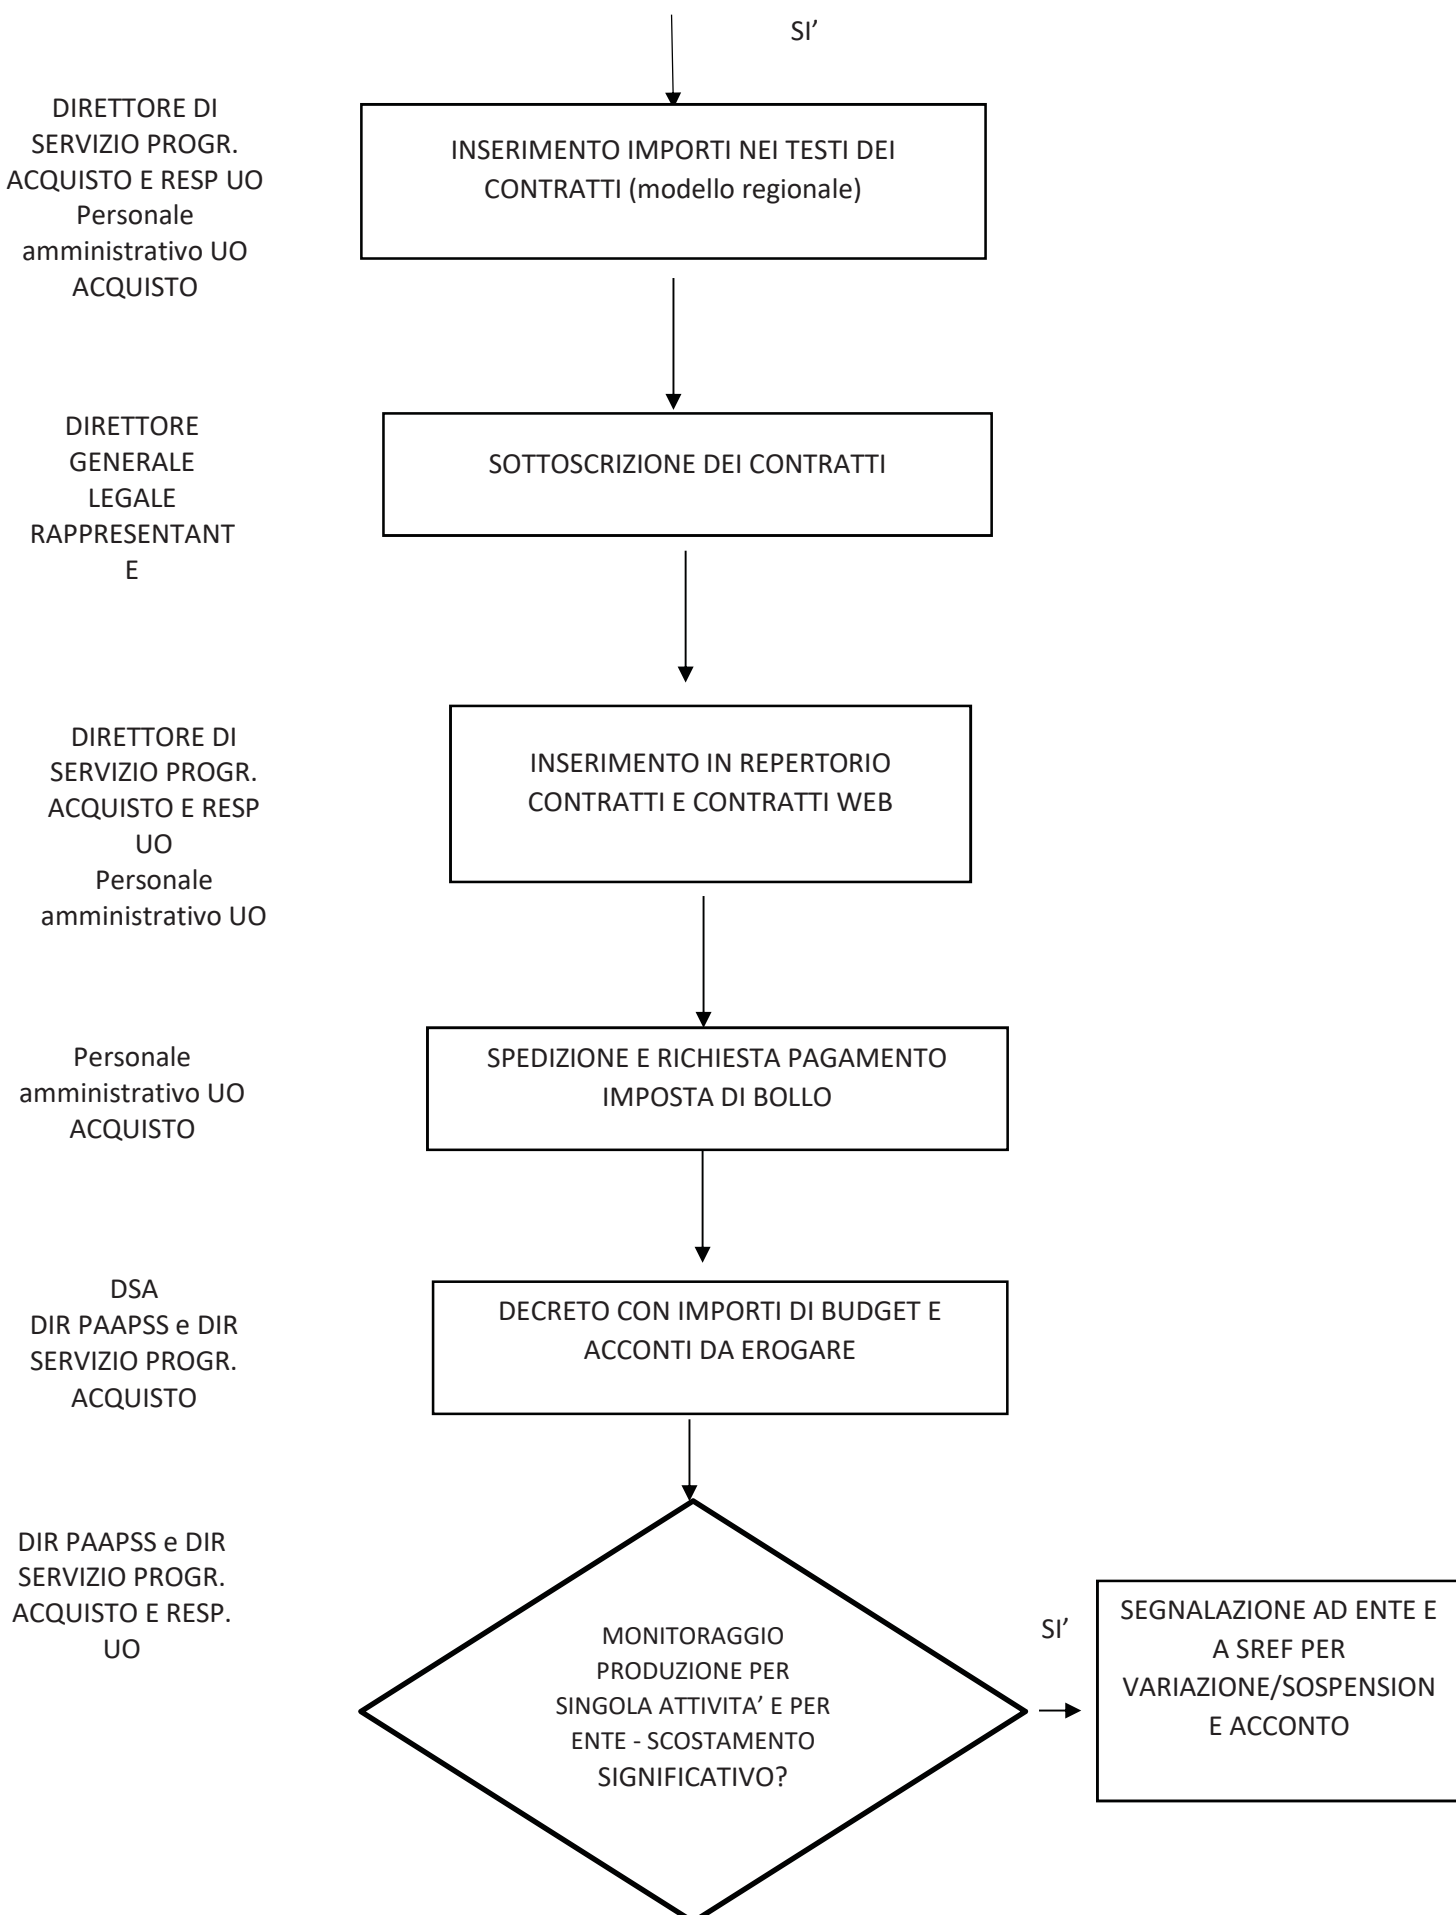 SI’
DIRETTORE DI
SERVIZIO PROGR.
ACQUISTO E RESP UO
Personale
amministrativo UO
ACQUISTO
INSERIMENTO IMPORTI NEI TESTI DEI
CONTRATTI (modello regionale)
DIRETTORE
GENERALE
LEGALE
RAPPRESENTANT
E
SOTTOSCRIZIONE DEI CONTRATTI
DIRETTORE DI
SERVIZIO PROGR.
ACQUISTO E RESP
UO
Personale
amministrativo UO
INSERIMENTO IN REPERTORIO
CONTRATTI E CONTRATTI WEB
Personale
amministrativo UO
ACQUISTO
SPEDIZIONE E RICHIESTA PAGAMENTO
IMPOSTA DI BOLLO
DSA
DIR PAAPSS e DIR
SERVIZIO PROGR.
ACQUISTO
DECRETO CON IMPORTI DI BUDGET E
ACCONTI DA EROGARE
DIR PAAPSS e DIR
SERVIZIO PROGR.
ACQUISTO E RESP.
UO
MONITORAGGIO
PRODUZIONE PER
SINGOLA ATTIVITA’ E PER
ENTE - SCOSTAMENTO
SIGNIFICATIVO?
SI’
SEGNALAZIONE AD ENTE E
A SREF PER
VARIAZIONE/SOSPENSION
E ACCONTO